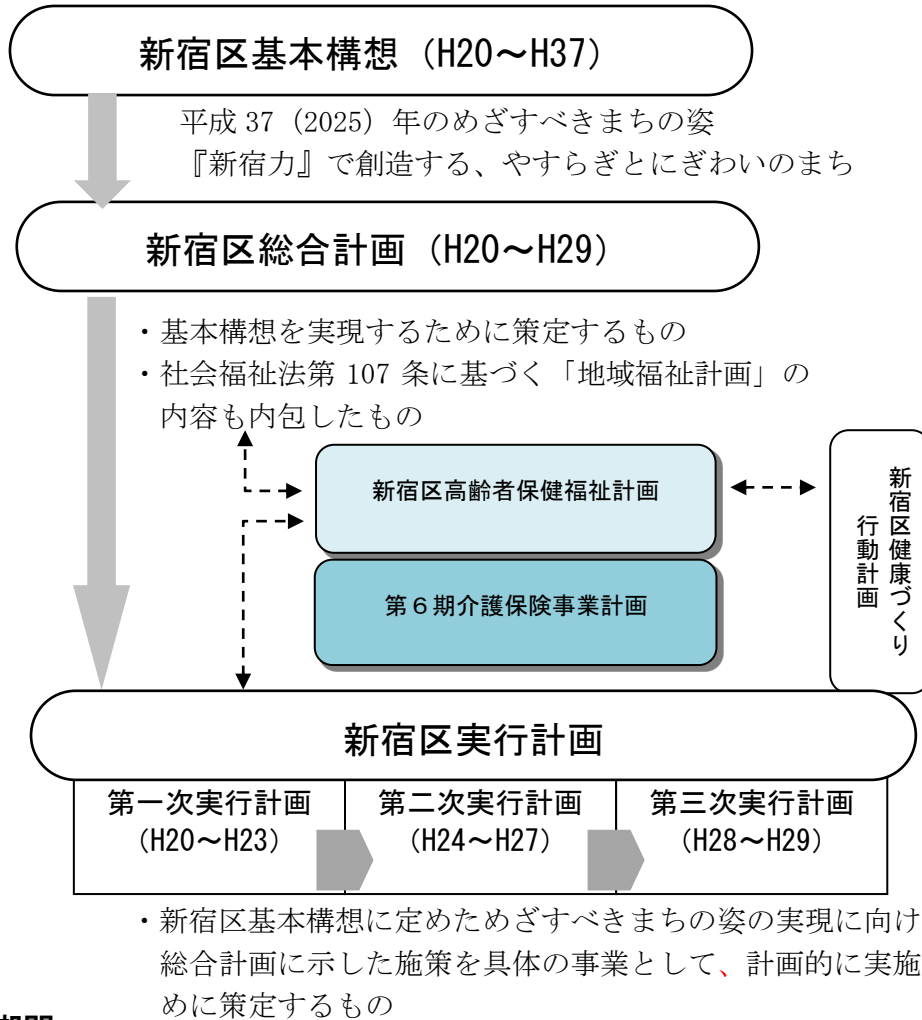 新宿区基本構想（H20～H37）
平成 37（2025）年のめざすべきまちの姿
『新宿力』で創造する、やすらぎとにぎわいのまち
新宿区総合計画（H20～H29）
・基本構想を実現するために策定するもの
・社会福祉法第 107 条に基づく「地域福祉計画」の
内容も内包したもの
新宿区高齢者保健福祉計画
第６期介護保険事業計画
新宿区健康づくり
行動計画
新宿区実行計画
第一次実行計画
（H20～H23）
第二次実行計画
（H24～H27）
第三次実行計画
（H28～H29）
・新宿区基本構想に定めためざすべきまちの姿の実現に向け
総合計画に示した施策を具体の事業として、計画的に実施
めに策定するもの